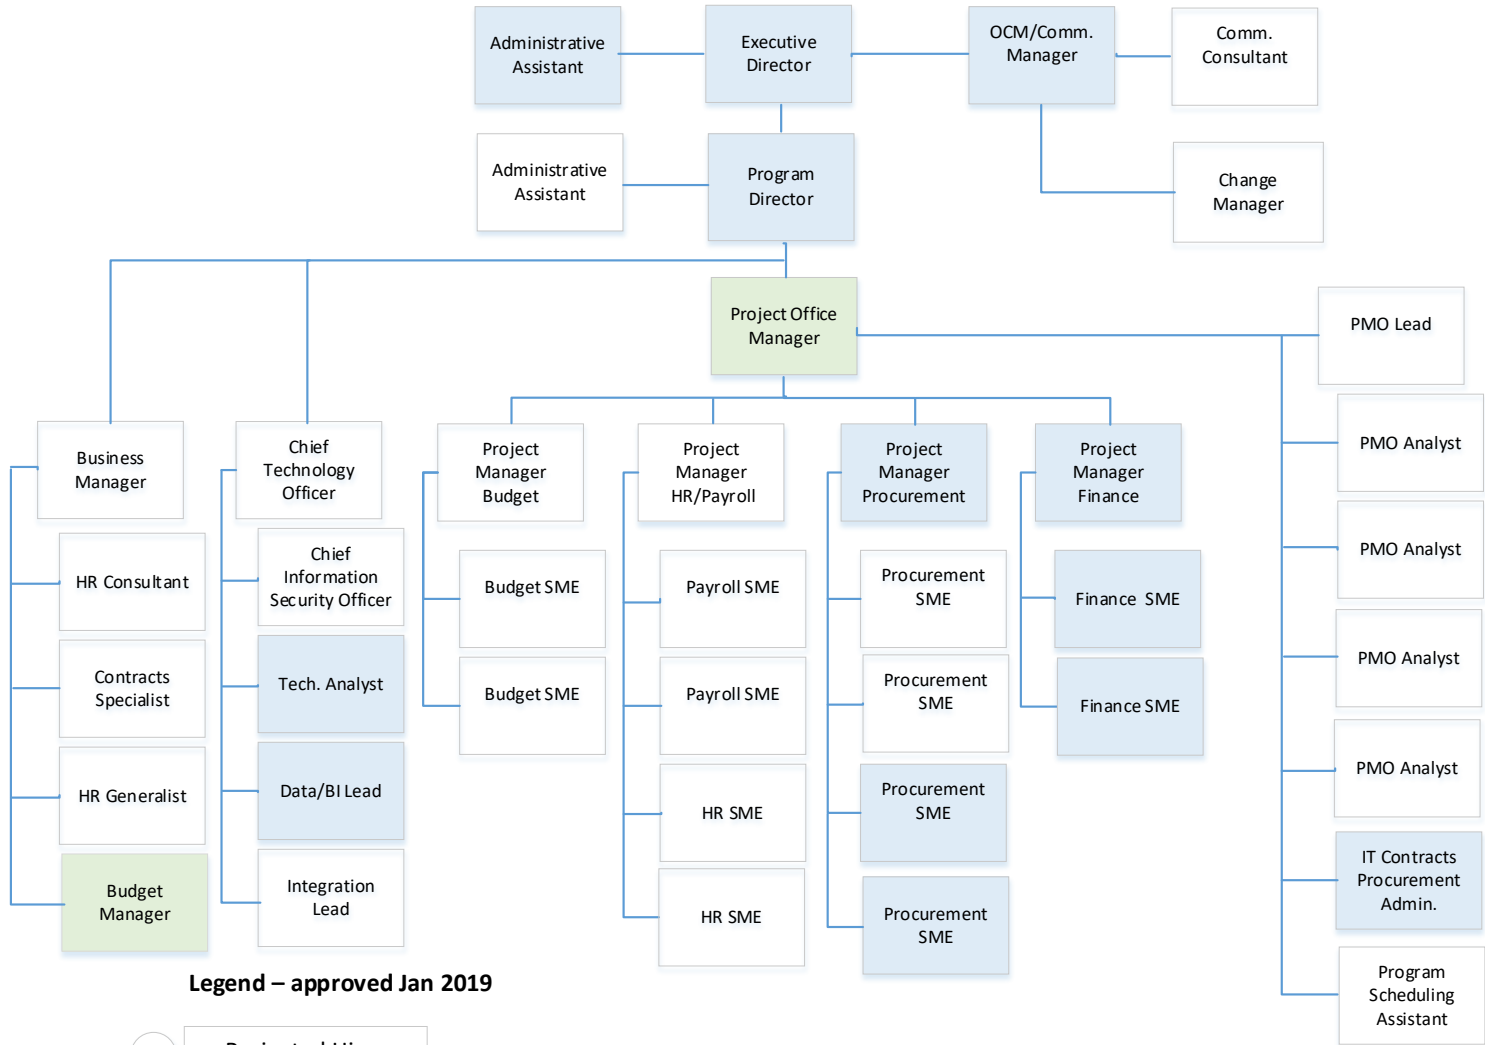 Administrative
Assistant
Executive
Director
OCM/Comm.
Manager
Comm.
Consultant
Administrative
Assistant
Program
Director
Change
Manager
Project Office
Manager
PMO Lead
Business
Manager
Chief
Technology
Officer
Project
Manager
Budget
Project
Manager
HR/Payroll
Project
Manager
Procurement
Project
Manager
Finance
PMO Analyst
HR Consultant
Chief
Information
Security Officer
Budget SME
Payroll SME
Procurement
SME
Finance SME
PMO Analyst
Contracts
Specialist
Tech. Analyst
Budget SME
Payroll SME
Procurement
SME
Finance SME
PMO Analyst
HR Generalist
Data/BI Lead
HR SME
Procurement
SME
PMO Analyst
Budget
Manager
Integration
Lead
HR SME
Procurement
SME
IT Contracts
Procurement
Admin.
Program
Scheduling
Assistant
Legend – approved Jan 2019